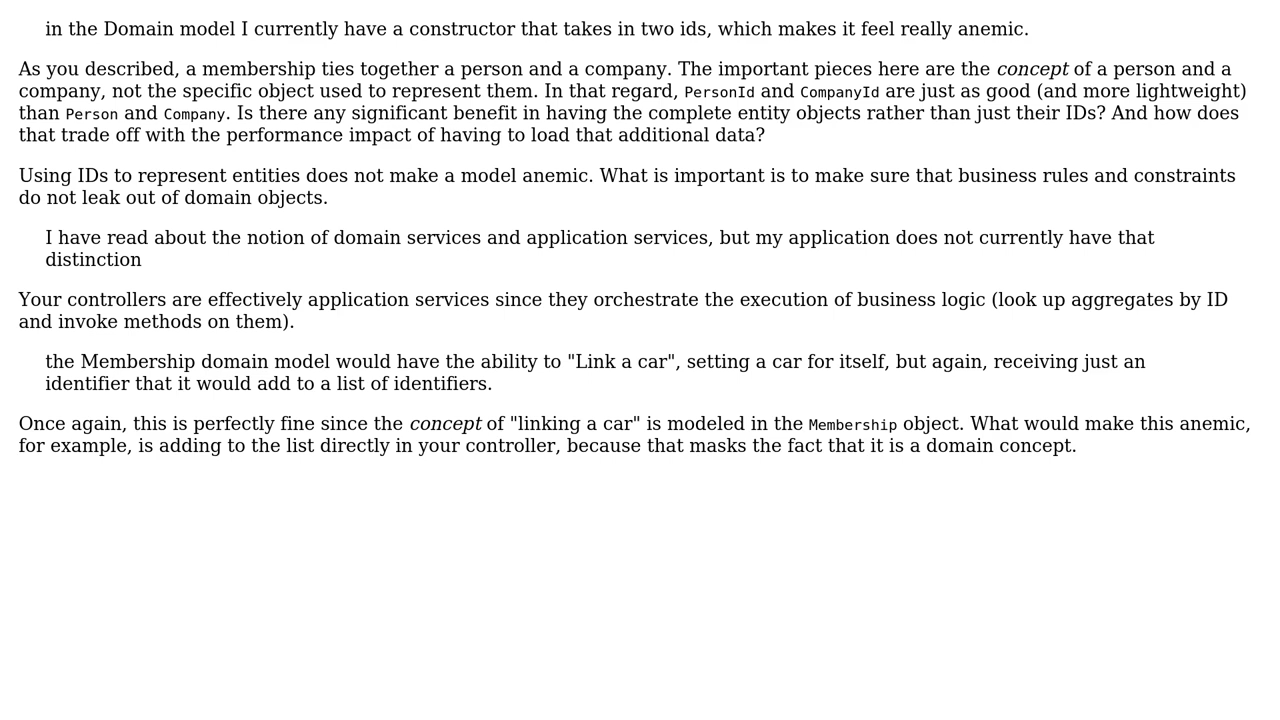 in the Domain model I currently have a constructor that takes in two ids, which makes it feel really anemic.
As you described, a membership ties together a person and a company. The important pieces here are the concept of a person and a
company, not the specific object used to represent them. In that regard, PersonId and CompanyId are just as good (and more lightweight)
than Person and Company. Is there any significant benefit in having the complete entity objects rather than just their IDs? And how does
that trade off with the performance impact of having to load that additional data?
Using IDs to represent entities does not make a model anemic. What is important is to make sure that business rules and constraints
do not leak out of domain objects.
I have read about the notion of domain services and application services, but my application does not currently have that
distinction
Your controllers are effectively application services since they orchestrate the execution of business logic (look up aggregates by ID
and invoke methods on them).
the Membership domain model would have the ability to "Link a car", setting a car for itself, but again, receiving just an
identifier that it would add to a list of identifiers.
Once again, this is perfectly fine since the concept of "linking a car" is modeled in the Membership object. What would make this anemic,
for example, is adding to the list directly in your controller, because that masks the fact that it is a domain concept.